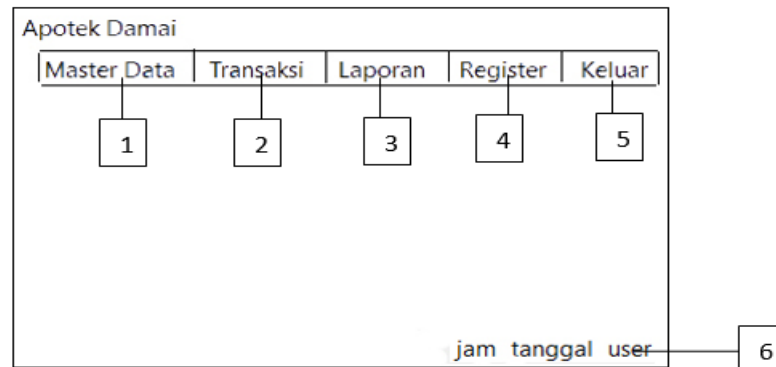 Apotek Damai
Master Data Transaksi Laporan Register Keluar
1 2 3 4 5
jam tanggal user 6